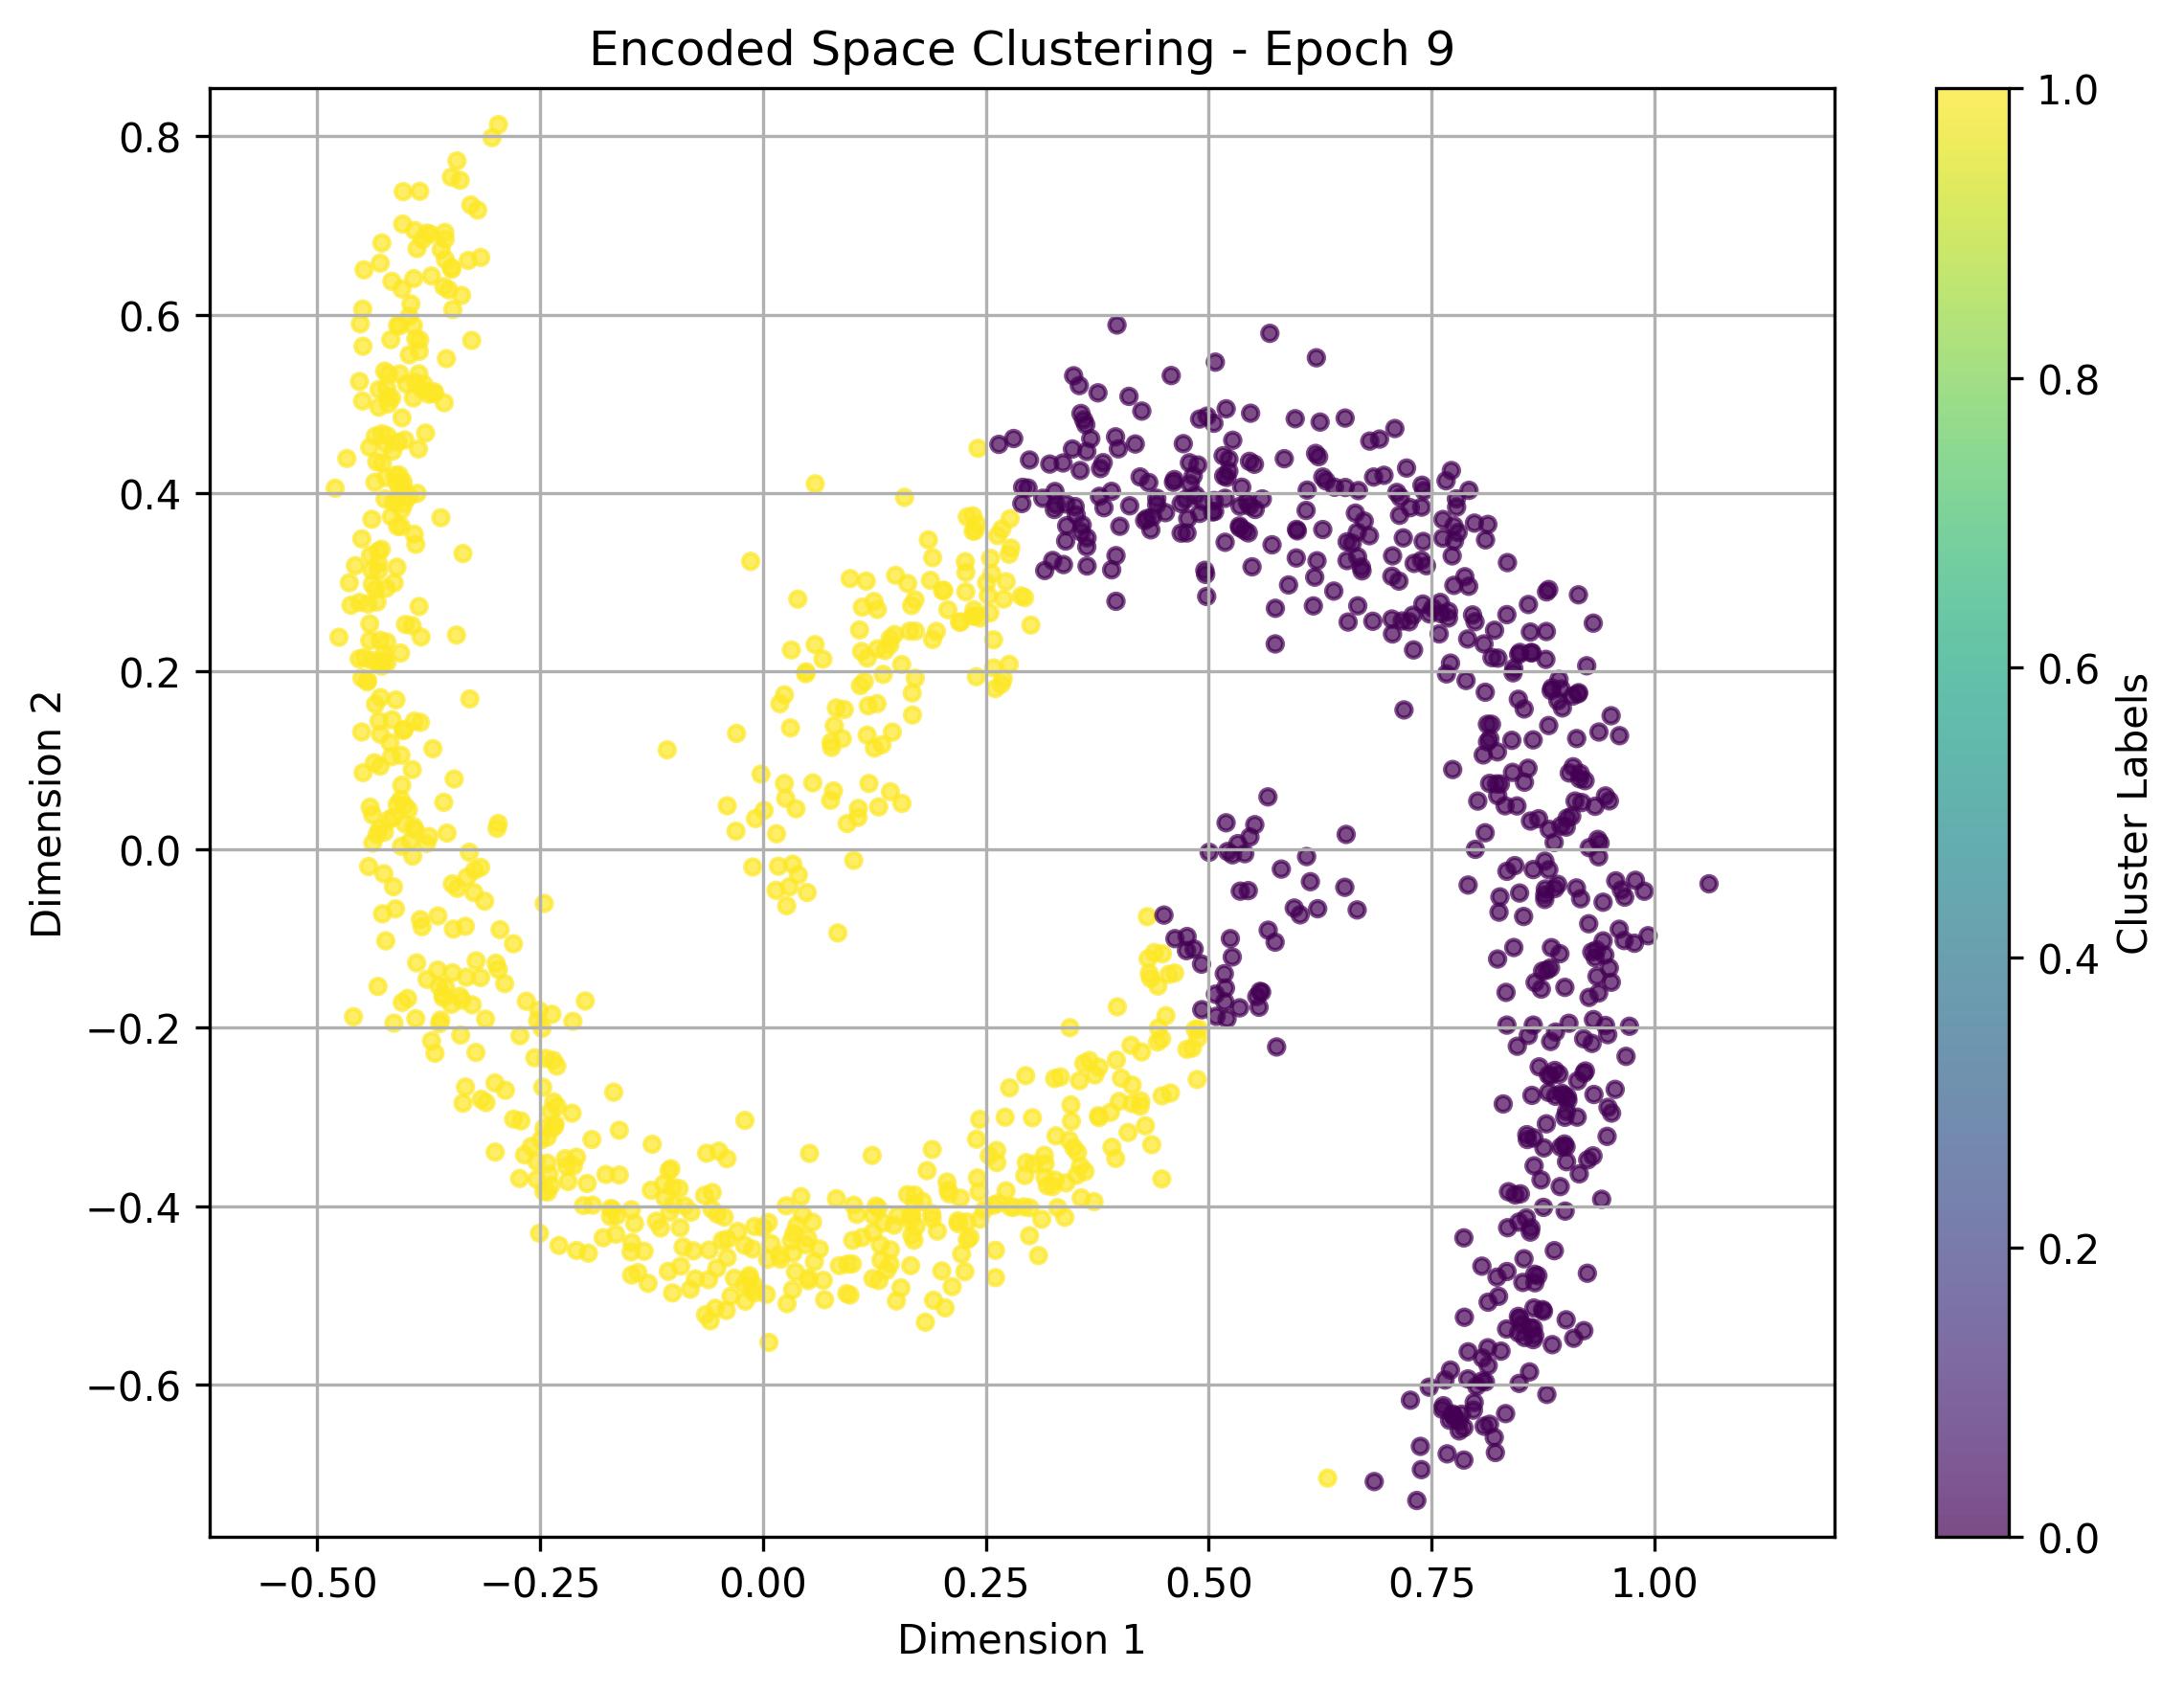 Encoded Space Clustering - Epoch 9
1.0
0.8
0.6
0.4
0.2
0.0
Cluster Labels
0.8
0.6
0.4
0.2
0.0
−0.2
−0.4
−0.6
Dimension 2
−0.50 −0.25 0.00 0.25 0.50 0.75 1.00
Dimension 1